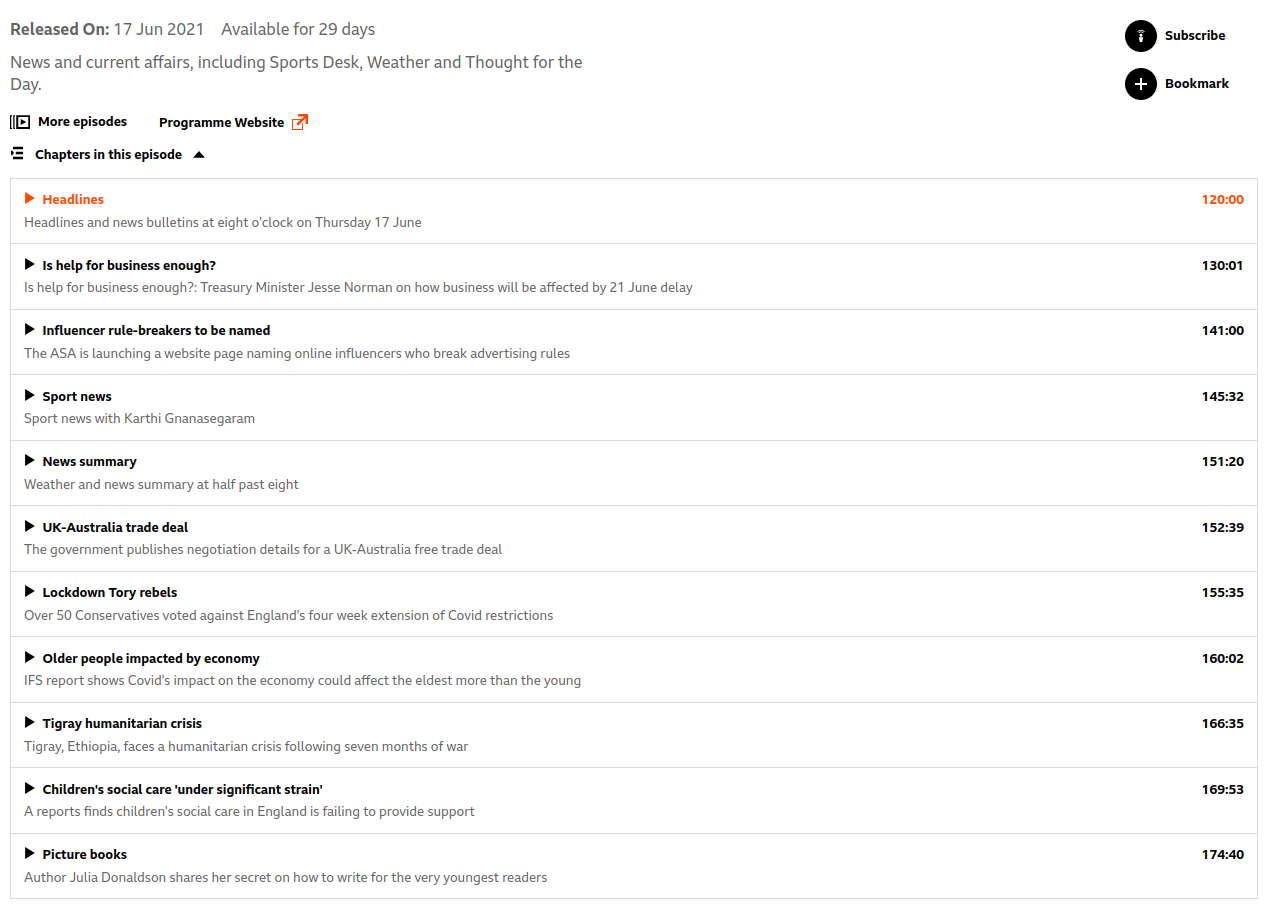 Released On: 17 Jun 2021 Available for 29 days
News and current affairs, including Sports Desk, Weather and Thought for the
Day.
Subscribe
Bookmark
More episodes Programme Website
Chapters in this episode
Headlines 120:00
Headlines and news bulletins at eight o'clock on Thursday 17 June
Is help for business enough? 130:01
Is help for business enough?: Treasury Minister Jesse Norman on how business will be affected by 21 June delay
Influencer rule-breakers to be named 141:00
The ASA is launching a website page naming online influencers who break advertising rules
Sport news 145:32
Sport news with Karthi Gnanasegaram
News summary 151:20
Weather and news summary at half past eight
UK-Australia trade deal 152:39
The government publishes negotiation details for a UK-Australia free trade deal
Lockdown Tory rebels 155:35
Over 50 Conservatives voted against England's four week extension of Covid restrictions
Older people impacted by economy 160:02
IFS report shows Covid's impact on the economy could affect the eldest more than the young
Tigray humanitarian crisis 166:35
Tigray, Ethiopia, faces a humanitarian crisis following seven months of war
Children's social care 'under significant strain' 169:53
A reports finds children's social care in England is failing to provide support
Picture books 174:40
Author Julia Donaldson shares her secret on how to write for the very youngest readers